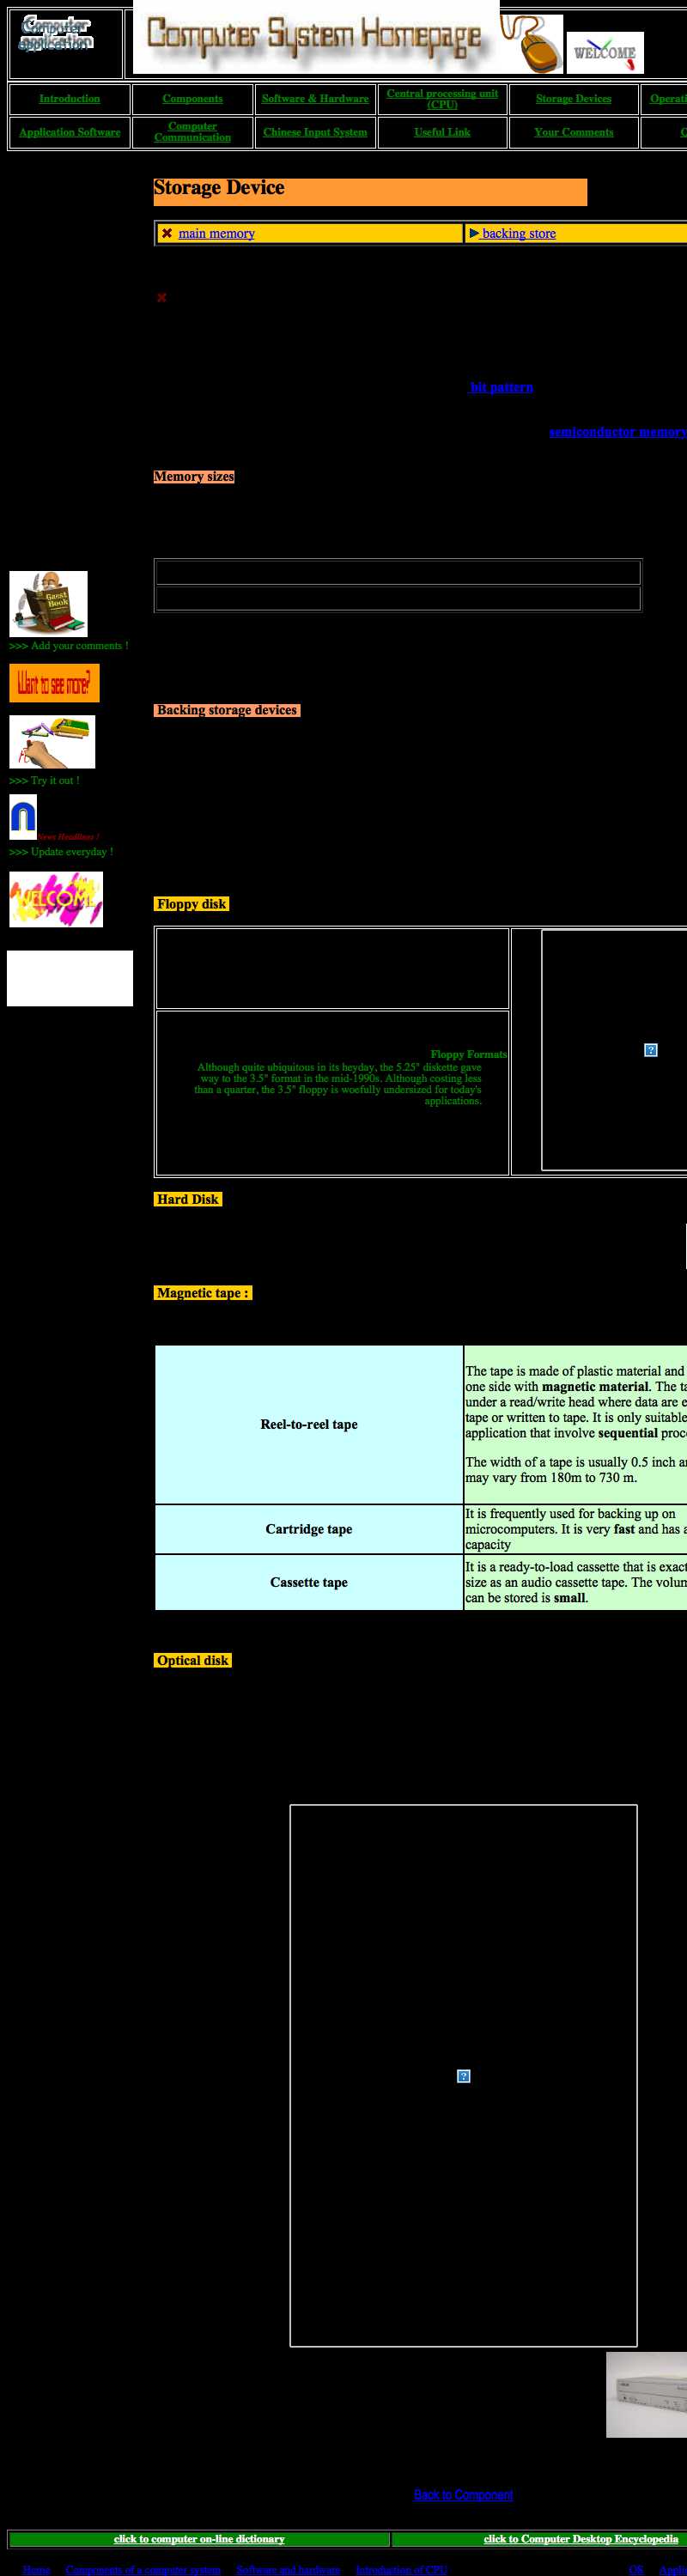 Computer application
Computer System Homepage
WELCOME
Introduction
Components
Software & Hardware
Central processing unit
(CPU)
Storage Devices
Application Software
Computer
Communication
Chinese Input System
Useful Link
Your Comments
Storage Device
main memory
backing store
bit pattern
semiconductor memory
Memory sizes
Guest Book
>>> Add your comments !
Want to see more?
Backing storage devices
>>> Try it out !
News Headlines !
>>> Update everyday !
WELCOME
Floppy disk
Floppy Formats
Although quite ubiquitous in its heyday, the 5.25" diskette gave
way to the 3.5" format in the mid-1990s. Although costing less
than a quarter, the 3.5" floppy is woefully undersized for today's
applications.
Hard Disk
Magnetic tape :
Reel-to-reel tape
The tape is made of plastic material and
one side with magnetic material. The
under a read/write head where data are
tape or written to tape. It is only suitable
application that involve sequential
The width of a tape is usually 0.5 inch
may vary from 180m to 730 m.
Cartridge tape
It is frequently used for backing up on
microcomputers. It is very fast and has
capacity
Cassette tape
It is a ready-to-load cassette that is
size as an audio cassette tape. The
can be stored is small.
Optical disk
Back to Component
click to computer on-line dictionary
click to Computer Desktop Encyclopedia
Home Components of a computer system Software and hardware Introduction of CPU OS